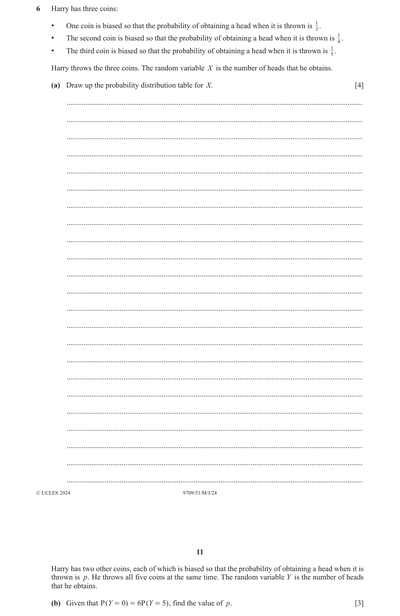 6 Harry has three coins:
• One coin is biased so that the probability of obtaining a head when it is thrown is 1/3.
• The second coin is biased so that the probability of obtaining a head when it is thrown is 1/4.
• The third coin is biased so that the probability of obtaining a head when it is thrown is 1/5.
Harry throws the three coins. The random variable X is the number of heads that he obtains.
(a) Draw up the probability distribution table for X. [4]
© UCLES 2024 9709/51/M/J/24
11
Harry has two other coins, each of which is biased so that the probability of obtaining a head when it is
thrown is p. He throws all five coins at the same time. The random variable Y is the number of heads
that he obtains.
(b) Given that P(Y = 0) = 6P(Y = 5), find the value of p. [3]